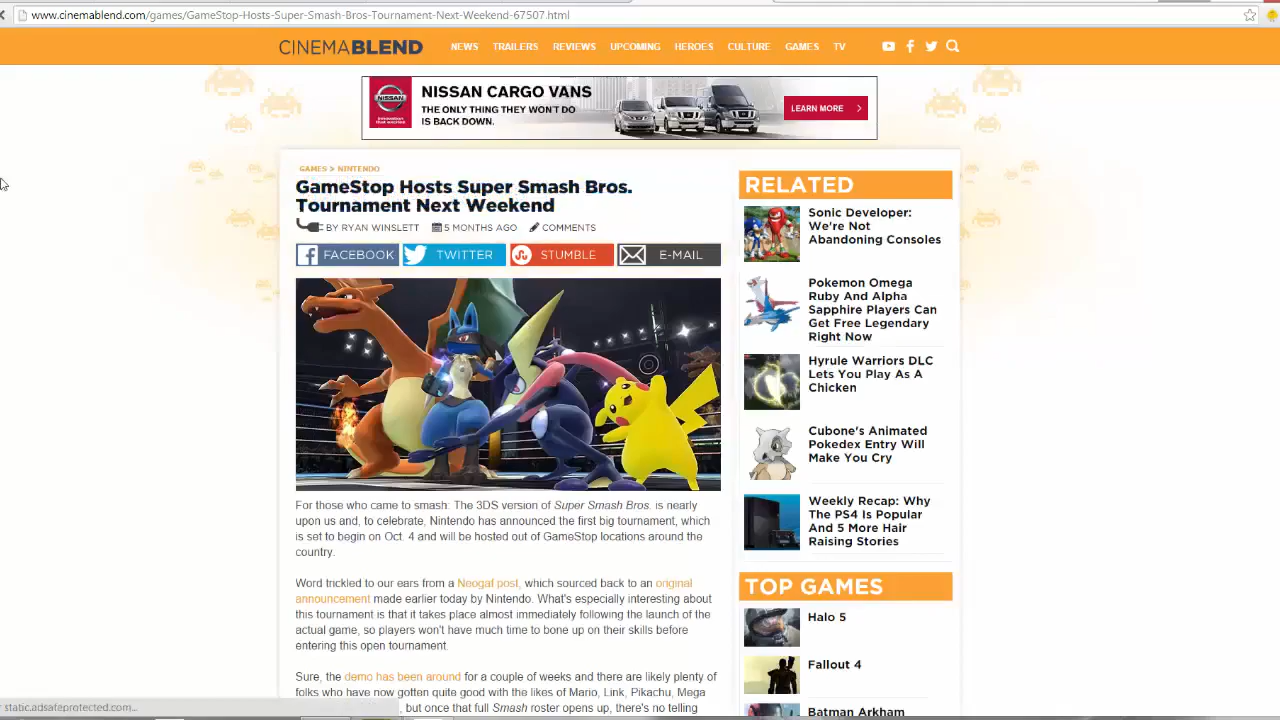 www.cinemablend.com/games/GameStop-Hosts-Super-Smash-Bros-Tournament-Next-Weekend-67507.html
CINEMABLEND NEWS TRAILERS REVIEWS UPCOMING HEROES CULTURE GAMES TV
NISSAN CARGO VANS
THE ONLY THING THEY WON'T DO
IS BACK DOWN.
NISSAN
LEARN MORE
GAMES > NINTENDO
GameStop Hosts Super Smash Bros.
Tournament Next Weekend
BY RYAN WINSLETT 5 MONTHS AGO COMMENTS
FACEBOOK TWITTER STUMBLE E-MAIL
For those who came to smash: The 3DS version of Super Smash Bros. is nearly
upon us and, to celebrate, Nintendo has announced the first big tournament, which
is set to begin on Oct. 4 and will be hosted out of GameStop locations around the
country.
Word trickled to our ears from a Neogaf post, which sourced back to an original
announcement made earlier today by Nintendo. What's especially interesting about
this tournament is that it takes place almost immediately following the launch of the
actual game, so players won't have much time to bone up on their skills before
entering this open tournament.
Sure, the demo has been around for a couple of weeks and there are likely plenty of
folks who have now gotten quite good with the likes of Mario, Link, Pikachu, Mega
, but once that full Smash roster opens up, there's no telling
RELATED
Sonic Developer:
We're Not
Abandoning Consoles
Pokemon Omega
Ruby And Alpha
Sapphire Players Can
Get Free Legendary
Right Now
Hyrule Warriors DLC
Lets You Play As A
Chicken
Cubone's Animated
Pokedex Entry Will
Make You Cry
Weekly Recap: Why
The PS4 Is Popular
And 5 More Hair
Raising Stories
TOP GAMES
Halo 5
Fallout 4
Batman Arkham
static.adsafeprotected.com...